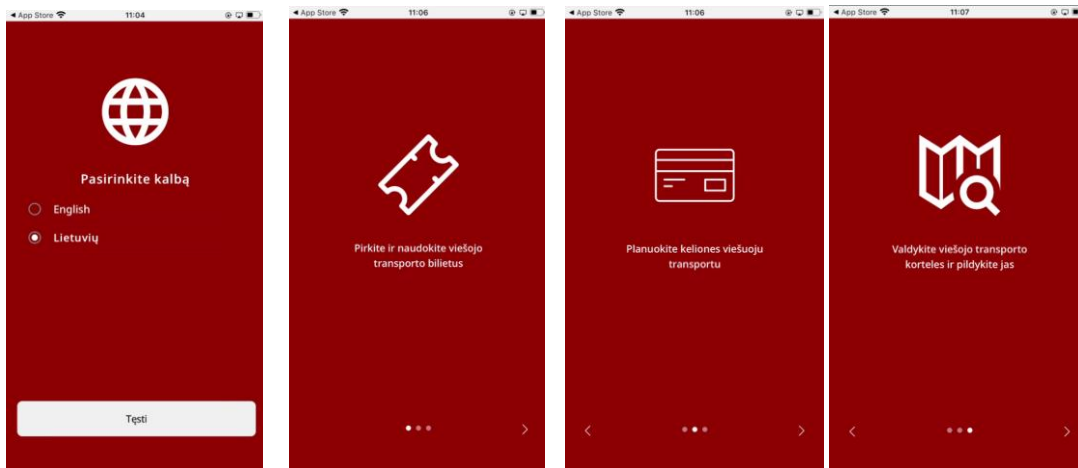 App Store
11:04
Pasirinkite kalbą
English
Lietuvių
Tęsti
App Store
11:06
Pirkite ir naudokite viešojo
transporto bilietus
App Store
11:06
Planuokite keliones viešuoju
transportu
App Store
11:07
Valdykite viešojo transporto
korteles ir pildykite jas